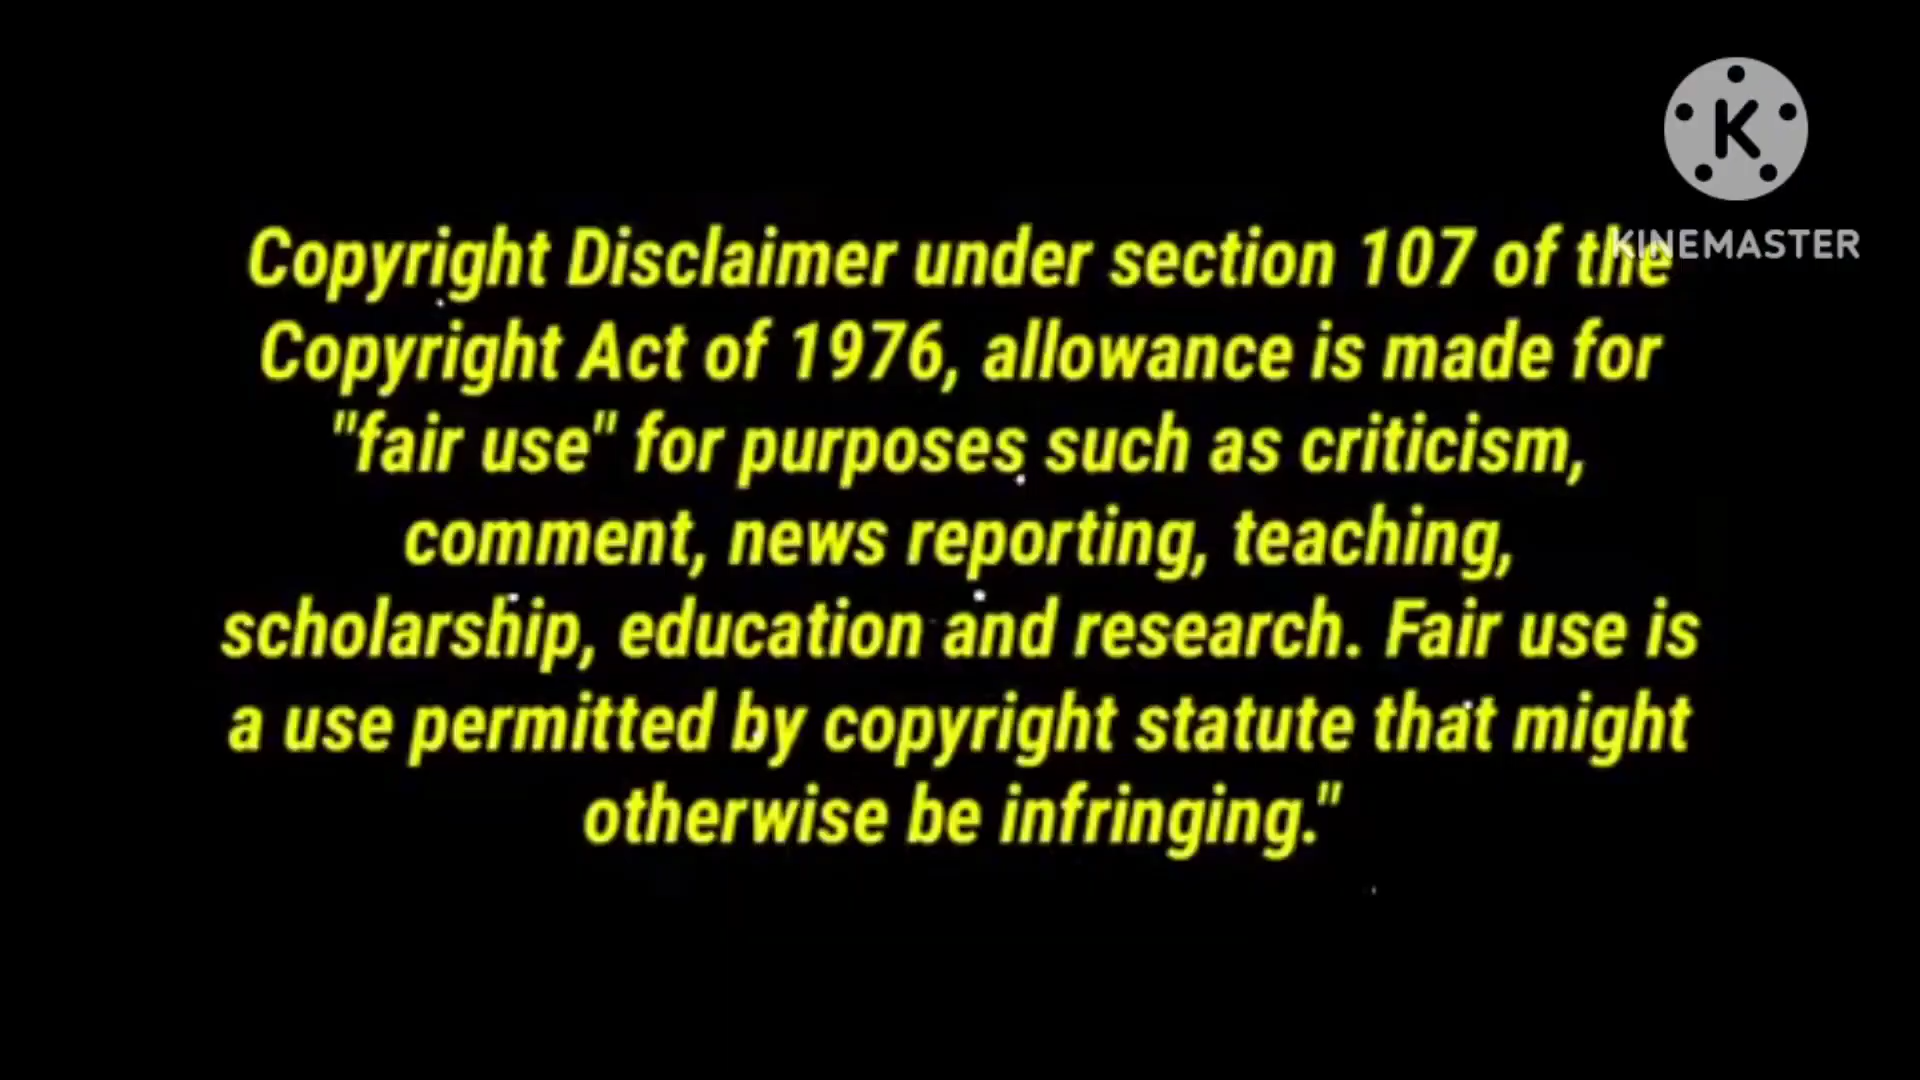 K
KINEMASTER
Copyright Disclaimer under section 107 of the
Copyright Act of 1976, allowance is made for
"fair use" for purposes such as criticism,
comment, news reporting, teaching,
scholarship, education and research. Fair use is
a use permitted by copyright statute that might
otherwise be infringing."